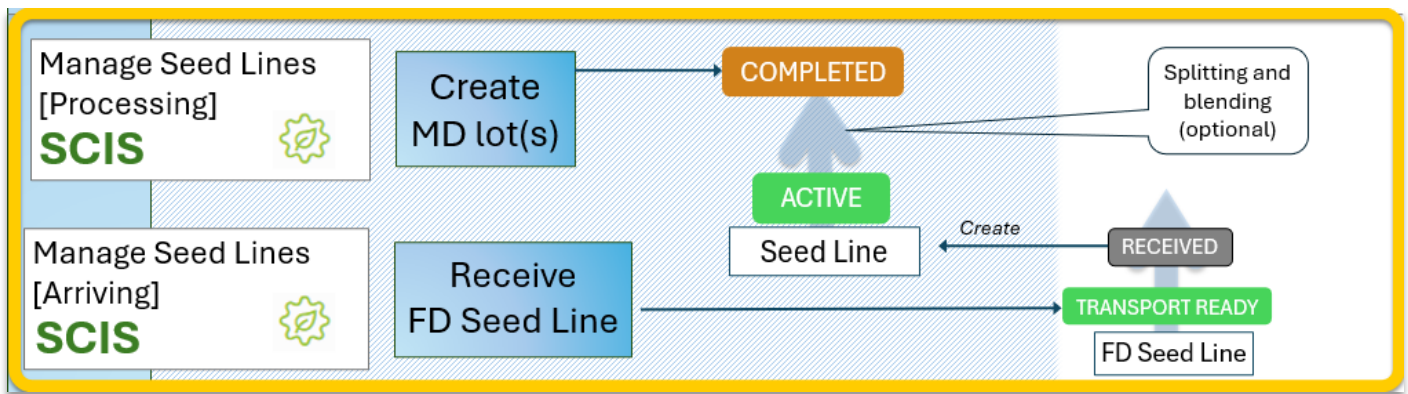 Manage Seed Lines
[Processing]
SCIS
Create
MD lot(s)
COMPLETED
Splitting and
blending
(optional)
ACTIVE
Seed Line
Create
RECEIVED
Manage Seed Lines
[Arriving]
SCIS
Receive
FD Seed Line
TRANSPORT READY
FD Seed Line